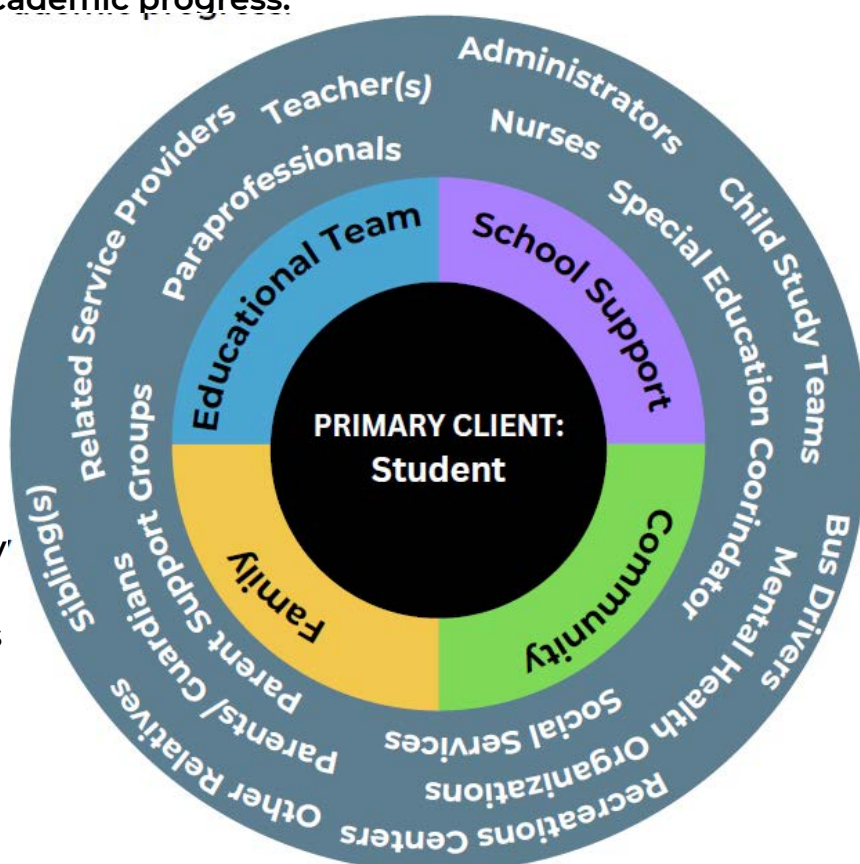 academic progress.
Administrators
Teacher(s)
Nurses
Related Service Providers
Paraprofessionals
Child Study Teams
Special Education Coorindator
Educational Team
School Support
PRIMARY CLIENT:
Student
Family
Community
Sibling(s)
Parent Support Groups
Parents/ Guardians
Other Relatives
Bus Drivers
Mental Health Organizations
Social Services
Recreations Centers